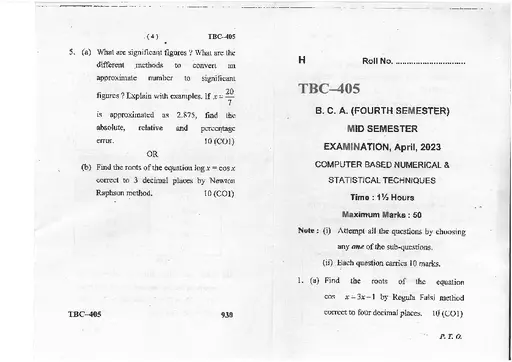 ( 4 ) TBC–405
5. (a) What are significant figures ? What are the
different methods to convert an
approximate number to significant
figures ? Explain with examples. If x = 20/7
is approximated as 2.875, find the
absolute, relative and percentage
error. 10 (CO1)
OR
(b) Find the roots of the equation log x = cos x
correct to 3 decimal places by Newton
Raphson method. 10 (CO1)
TBC–405 930
H Roll No. ..............................
TBC–405
B. C. A. (FOURTH SEMESTER)
MID SEMESTER
EXAMINATION, April, 2023
COMPUTER BASED NUMERICAL &
STATISTICAL TECHNIQUES
Time : 1½ Hours
Maximum Marks : 50
Note : (i) Attempt all the questions by choosing
any one of the sub-questions.
(ii) Each question carries 10 marks.
1. (a) Find the roots of the equation
cos x = 3x – 1 by Regula Falsi method
correct to four decimal places. 10 (CO1)
P. T. O.